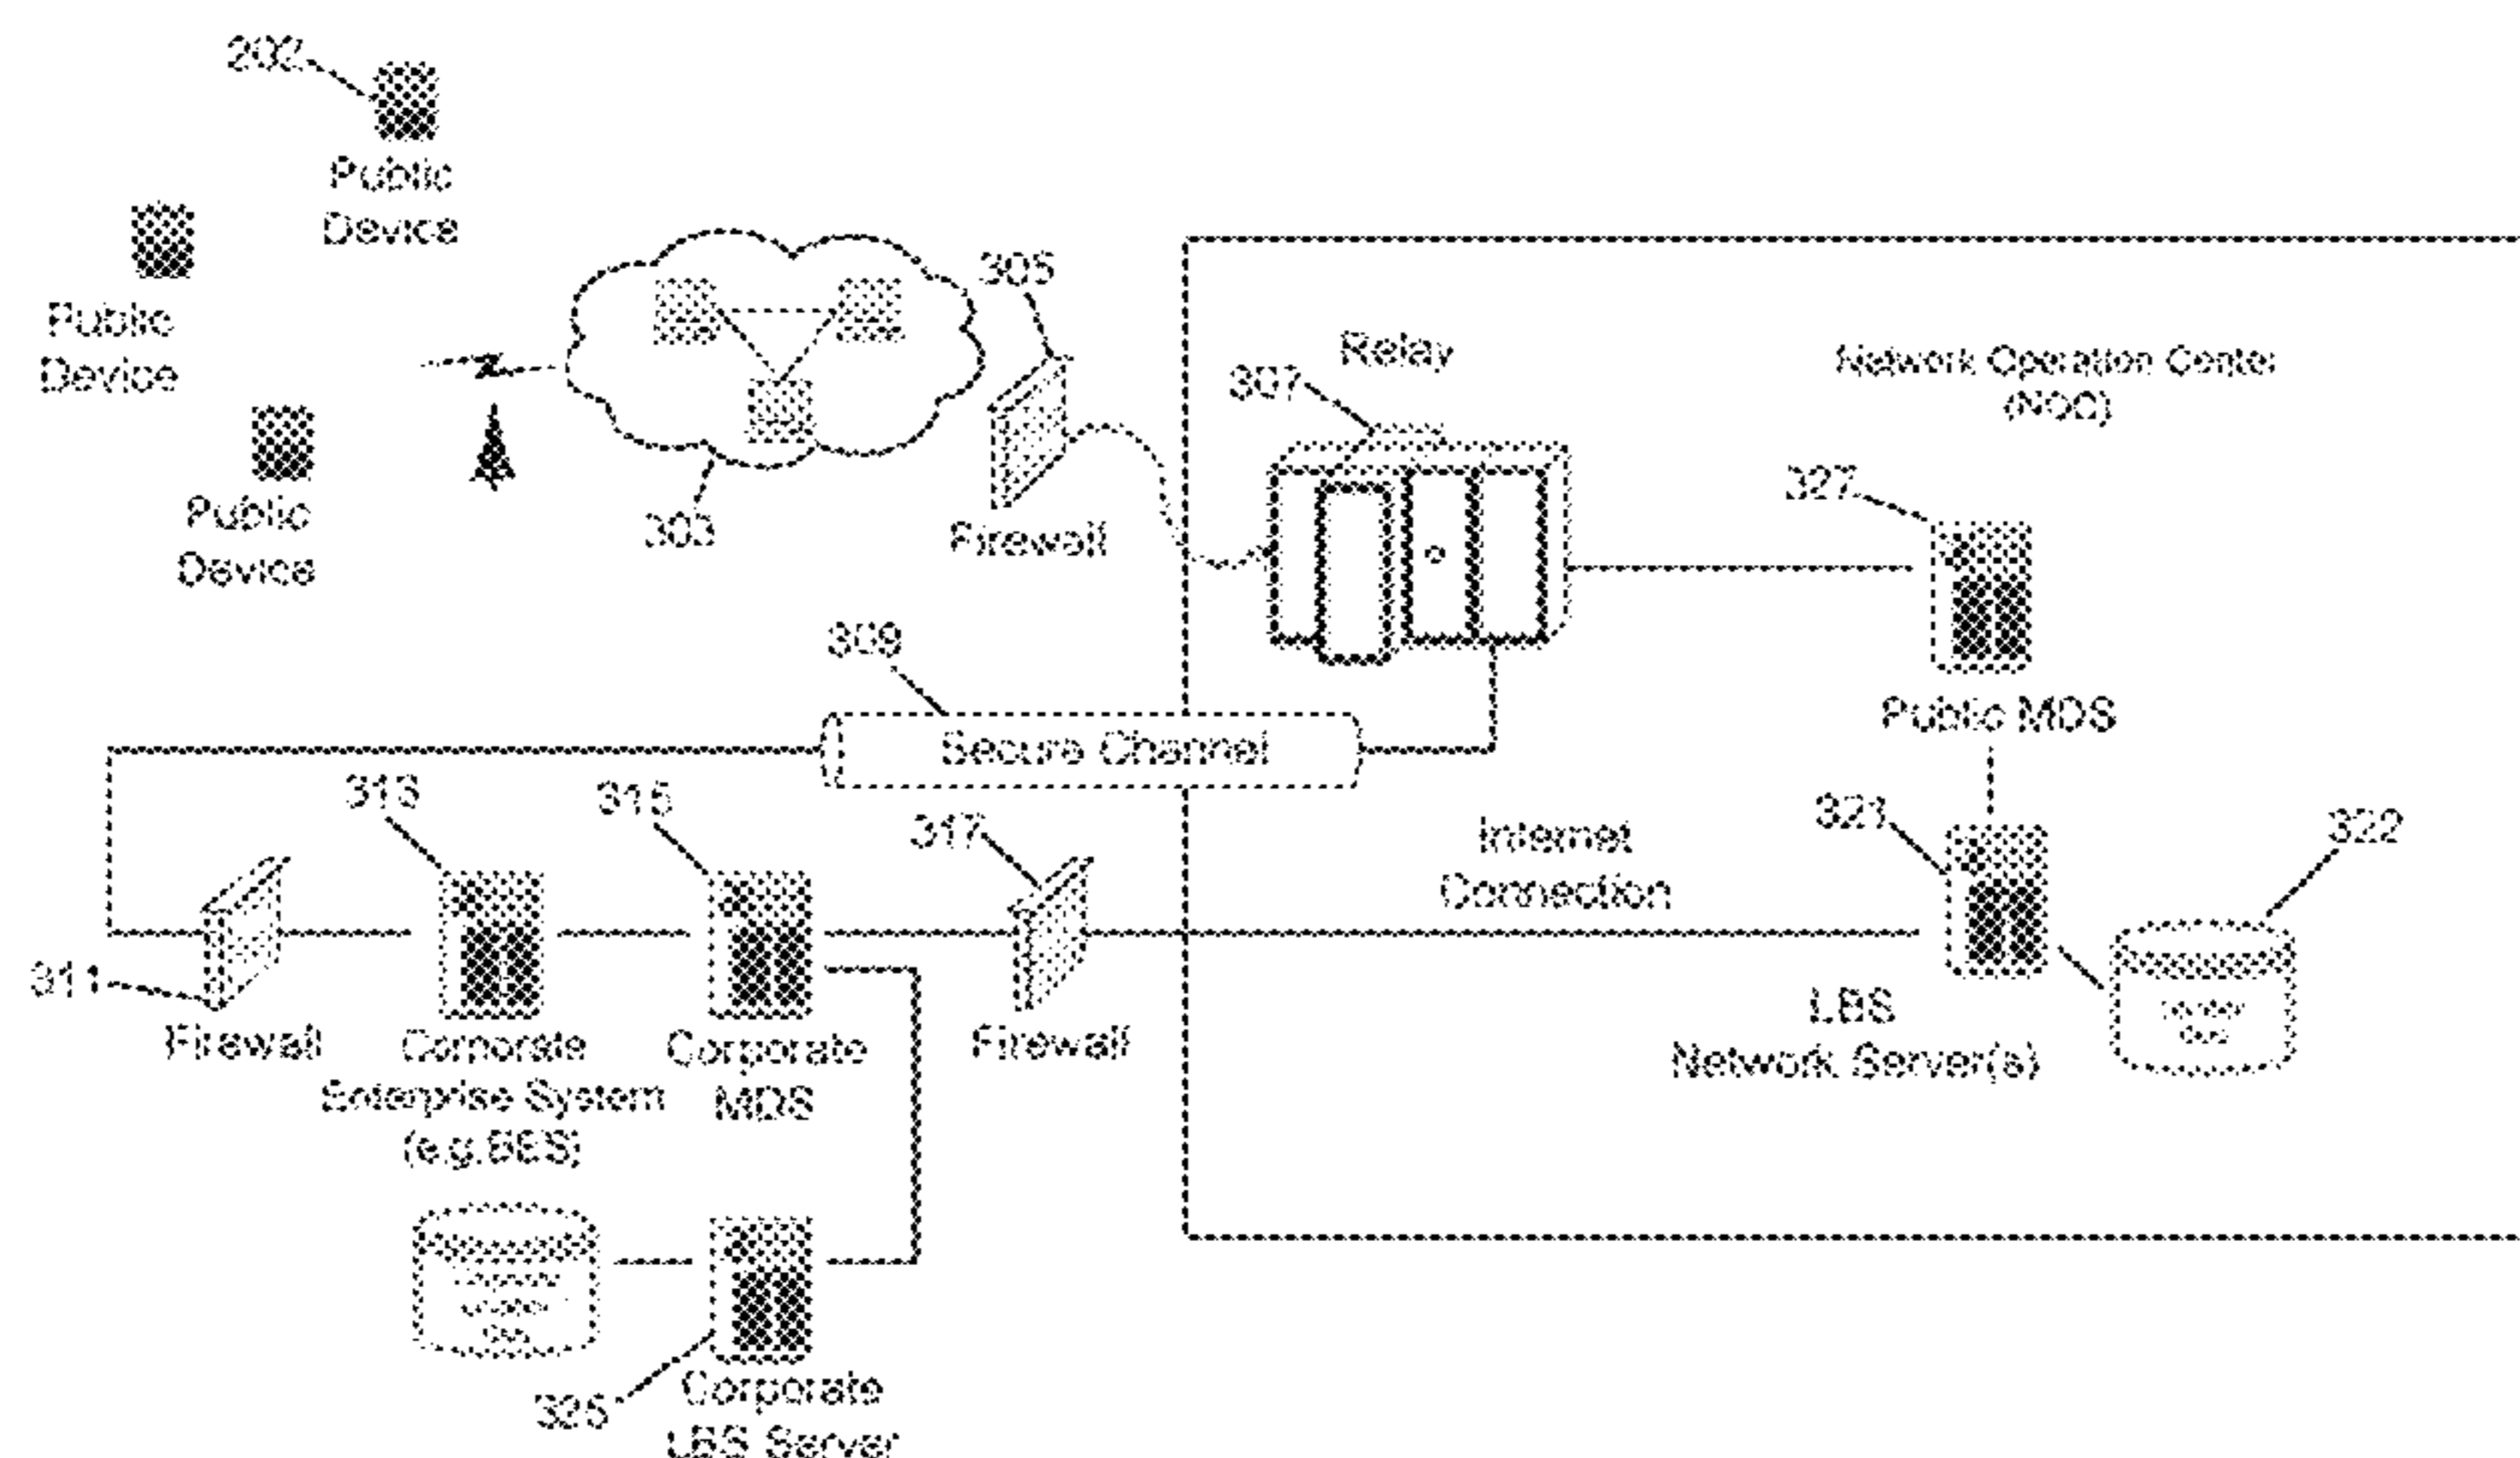 202
Public
Device
Public
Device
Public
Device
303
305
Firewall
Relay
307
Network Operation Center
(NOC)
327
Public MDS
309
Secure Channel
313
315
317
Internet
Connection
321
322
311
Firewall
Corporate
Enterprise System
(e.g.BES)
Corporate
MDS
Firewall
LBS
Network Server(s)
325
Corporate
LBS Server